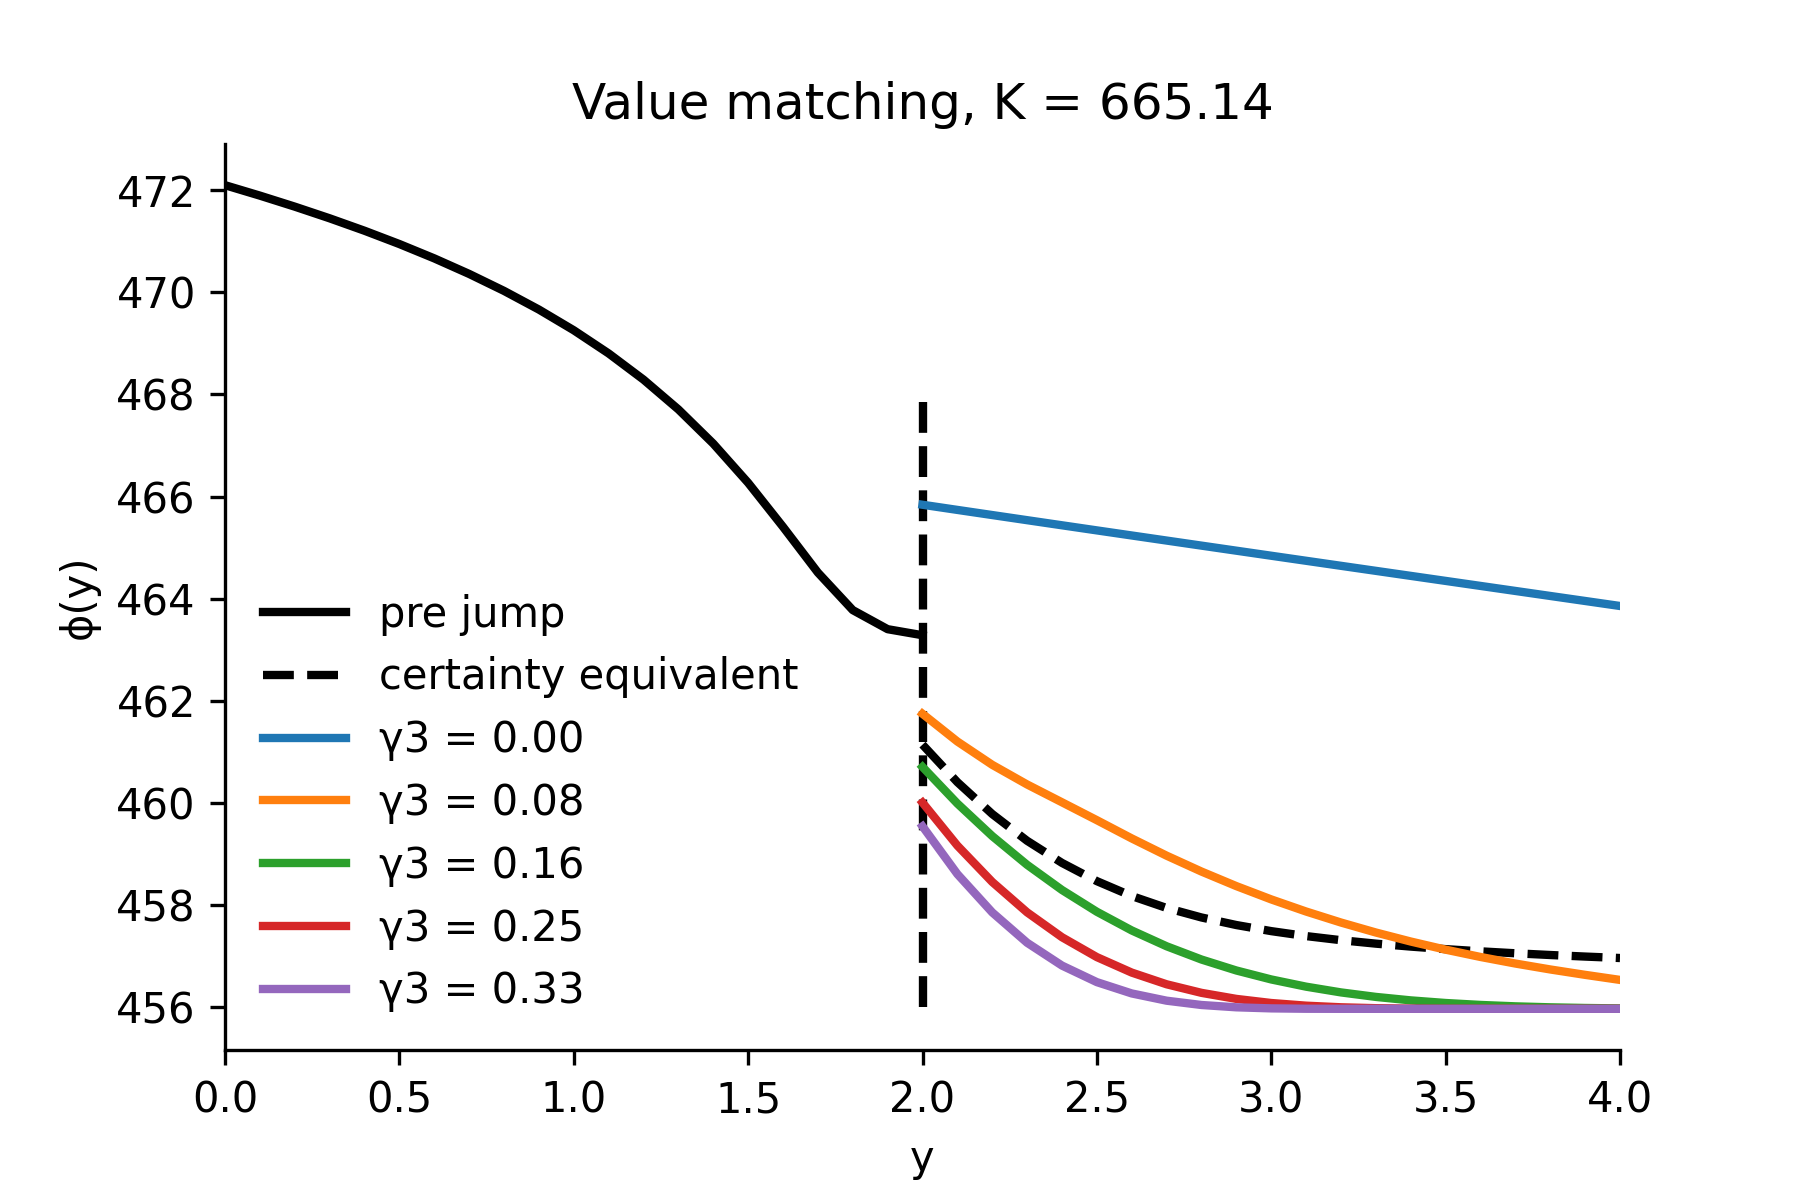 Value matching, K = 665.14
ϕ(y)
472
470
468
466
464
462
460
458
456
pre jump
certainty equivalent
γ3 = 0.00
γ3 = 0.08
γ3 = 0.16
γ3 = 0.25
γ3 = 0.33
0.0 0.5 1.0 1.5 2.0 2.5 3.0 3.5 4.0
y